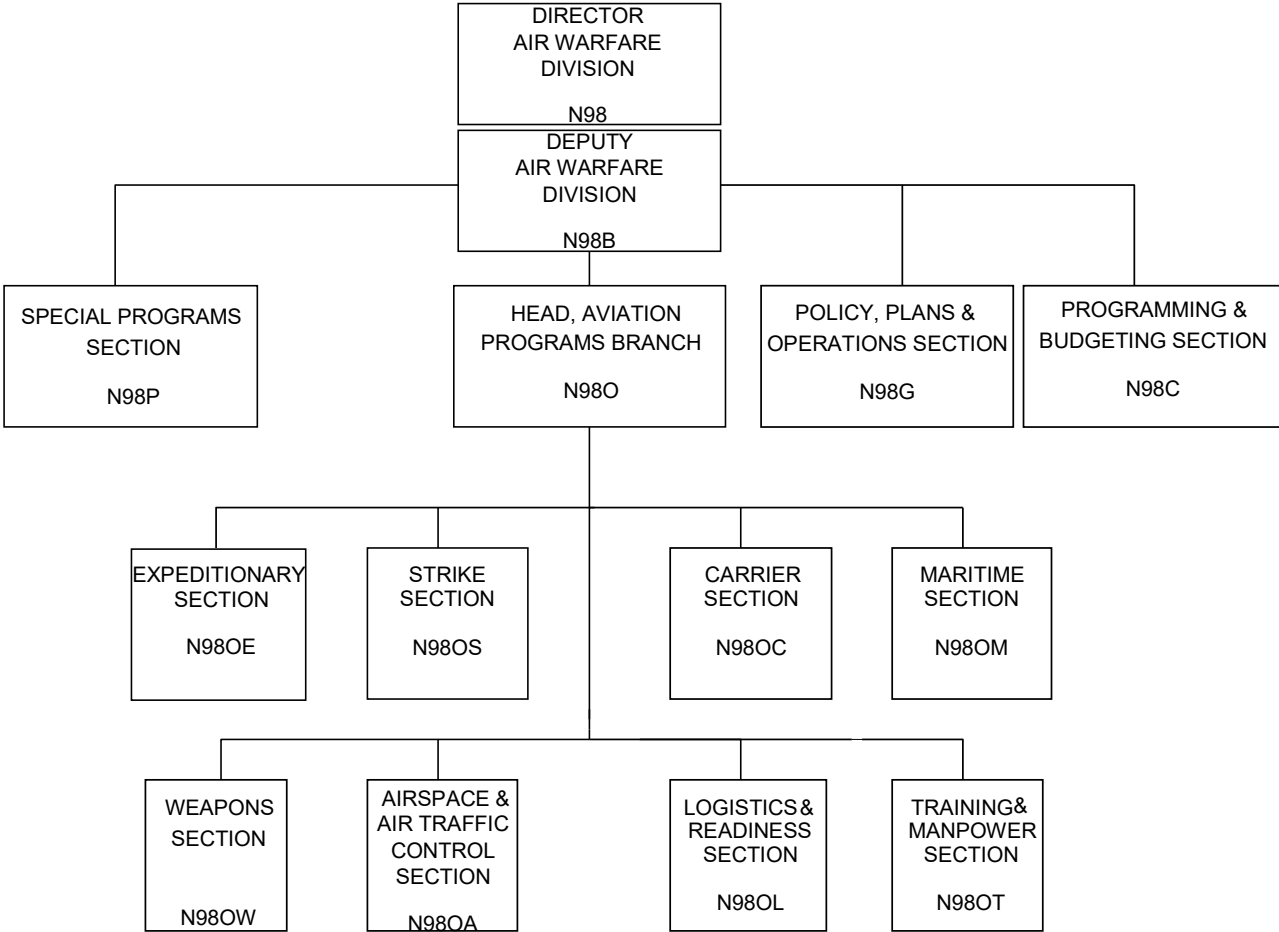 DIRECTOR
AIR WARFARE
DIVISION
N98
DEPUTY
AIR WARFARE
DIVISION
N98B
SPECIAL PROGRAMS
SECTION
N98P
HEAD, AVIATION
PROGRAMS BRANCH
N98O
POLICY, PLANS &
OPERATIONS SECTION
N98G
PROGRAMMING &
BUDGETING SECTION
N98C
EXPEDITIONARY
SECTION
N98OE
STRIKE
SECTION
N98OS
CARRIER
SECTION
N98OC
MARITIME
SECTION
N98OM
WEAPONS
SECTION
N98OW
AIRSPACE &
AIR TRAFFIC
CONTROL
SECTION
N98OA
LOGISTICS &
READINESS
SECTION
N98OL
TRAINING&
MANPOWER
SECTION
N98OT